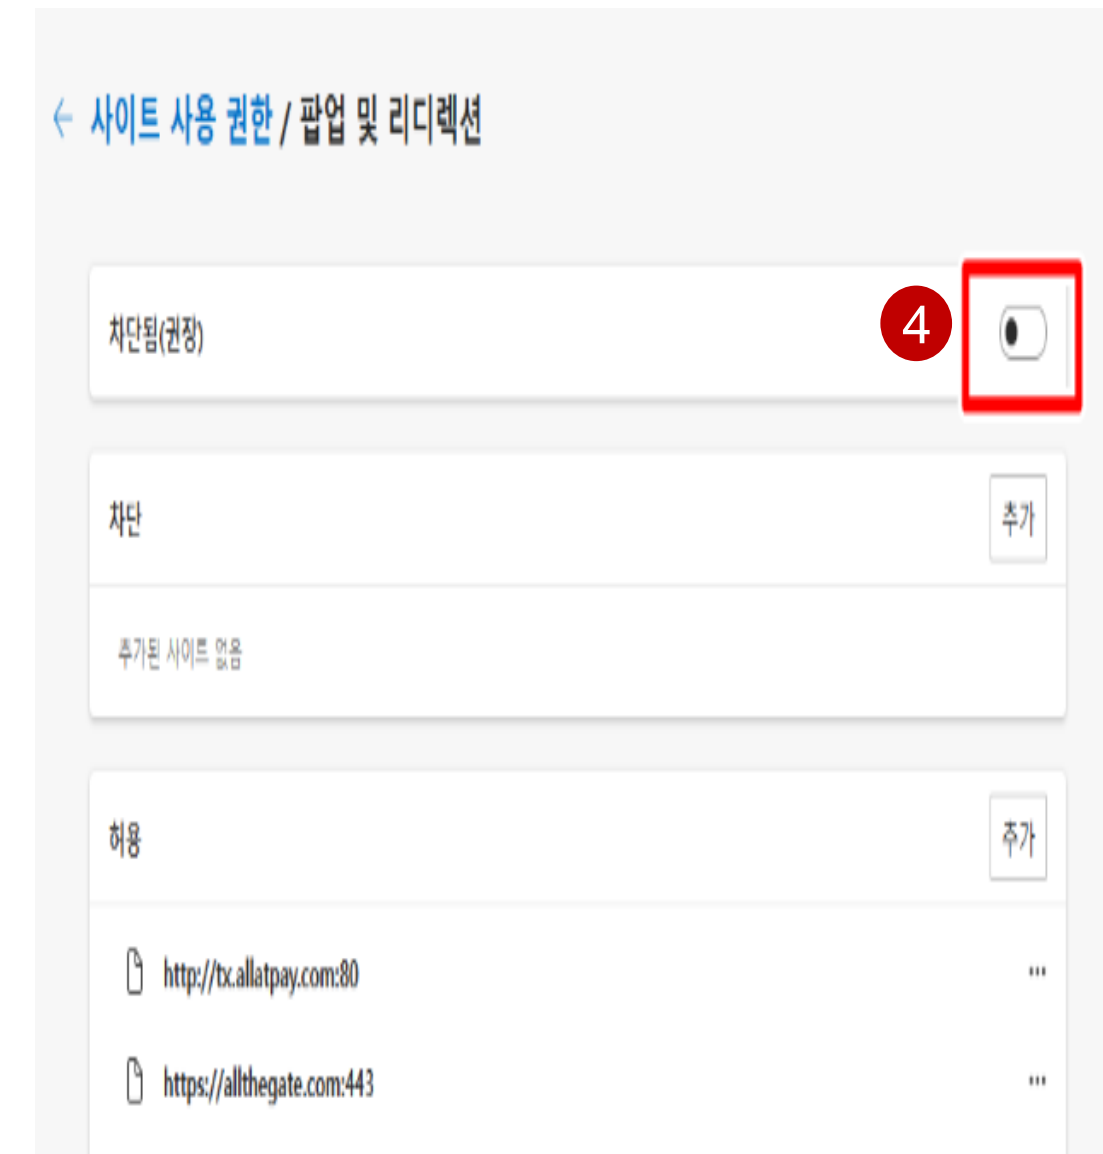 ← 사이트 사용 권한 / 팝업 및 리디렉션
차단됨(권장)
4
차단
추가
추가된 사이트 없음
허용
추가
http://tx.allatpay.com:80
https://allthegate.com:443